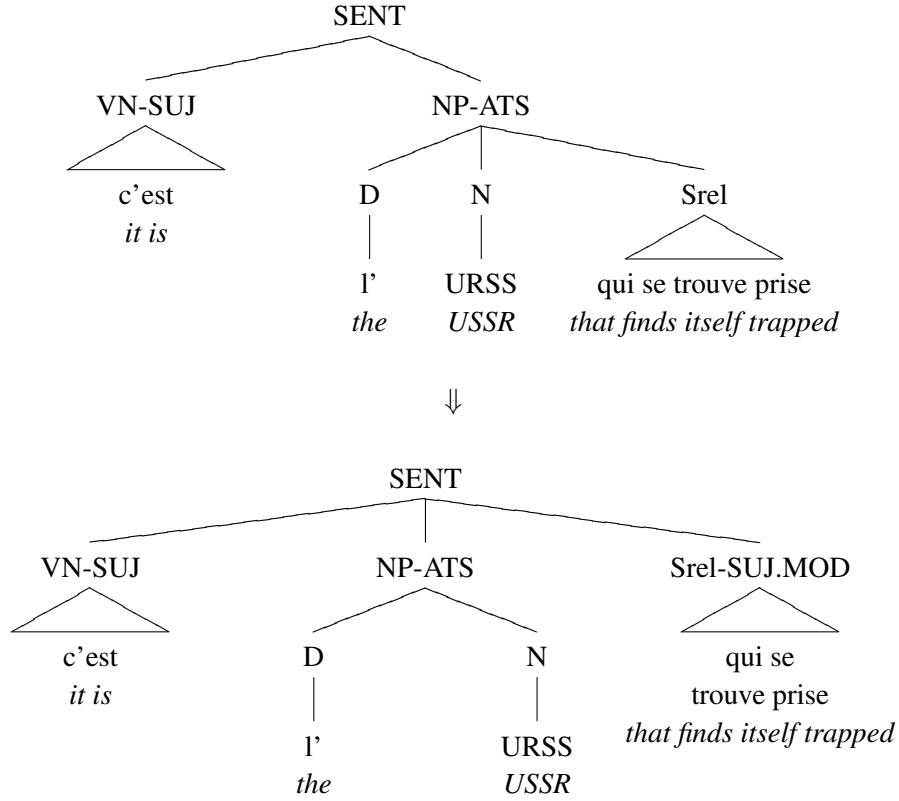 SENT
VN-SUJ NP-ATS
D N Srel
c'est
it is
l' URSS qui se trouve prise
the USSR that finds itself trapped
⇓
SENT
VN-SUJ NP-ATS Srel-SUJ.MOD
c'est D N qui se
it is trouve prise
that finds itself trapped
l' URSS
the USSR